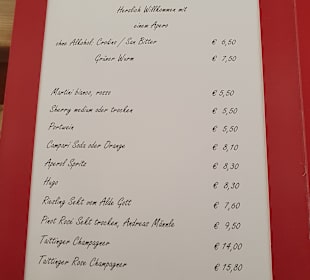 Herzlich Willkommen mit
einem Apero
ohne Alkohol, Crodino / San Bitter € 6,50
Grüner Wurm € 7,50
Martini bianco, rosso € 5,50
Sherry medium oder trocken € 5,50
Portwein € 5,50
Campari Soda oder Orange € 8,10
Aperol Spritz € 8,30
Hugo € 8,30
Riesling Sekt vom Alde Gott € 7,60
Pinot Rosé Sekt trocken, Andreas Männle € 9,50
Taittinger Champagner € 14,00
Taittinger Rose Champagner € 15,80